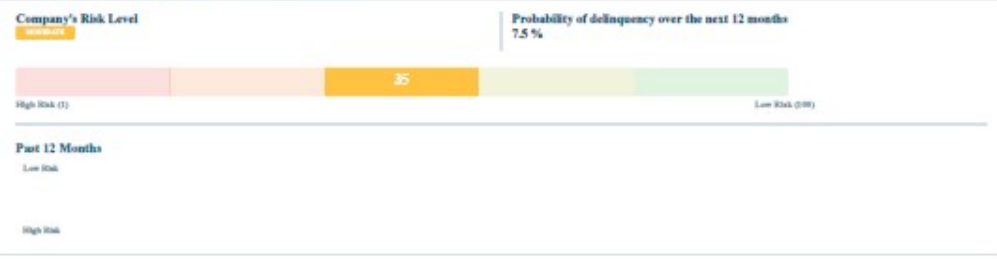 Company's Risk Level
MODERATE
Probability of delinquency over the next 12 months
7.5 %
35
High Risk (1)
Low Risk (100)
Past 12 Months
Low Risk
High Risk